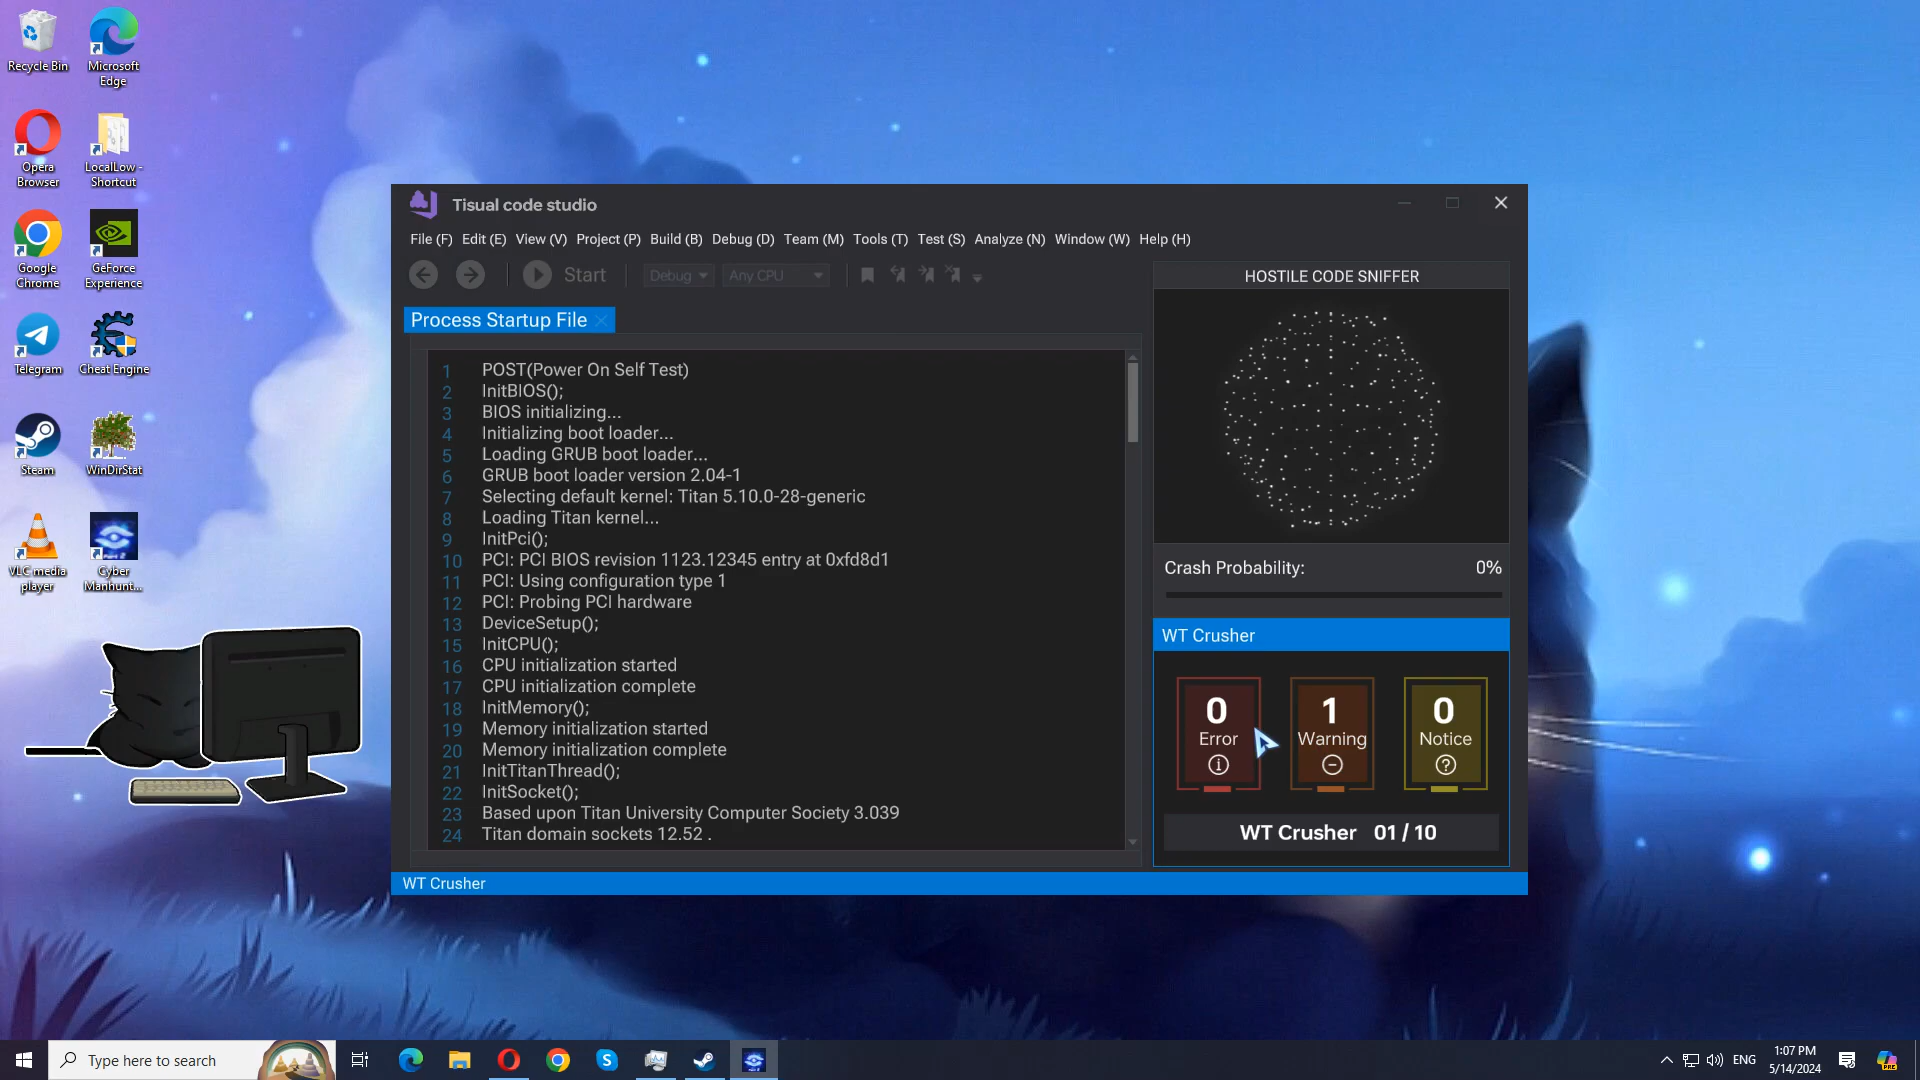 Recycle Bin
Microsoft
Edge
Opera
Browser
LocalLow -
Shortcut
Google
Chrome
GeForce
Experience
Telegram
Cheat Engine
Steam
WinDirStat
VLC media
player
Cyber
Manhunt...
Tisual code studio
File (F) Edit (E) View (V) Project (P) Build (B) Debug (D) Team (M) Tools (T) Test (S) Analyze (N) Window (W) Help (H)
Start Debug Any CPU
Process Startup File
1 POST(Power On Self Test)
2 InitBIOS();
3 BIOS initializing...
4 Initializing boot loader...
5 Loading GRUB boot loader...
6 GRUB boot loader version 2.04-1
7 Selecting default kernel: Titan 5.10.0-28-generic
8 Loading Titan kernel...
9 InitPci();
10 PCI: PCI BIOS revision 1123.12345 entry at 0xfd8d1
11 PCI: Using configuration type 1
12 PCI: Probing PCI hardware
13 DeviceSetup();
15 InitCPU();
16 CPU initialization started
17 CPU initialization complete
18 InitMemory();
19 Memory initialization started
20 Memory initialization complete
21 InitTitanThread();
22 InitSocket();
23 Based upon Titan University Computer Society 3.039
24 Titan domain sockets 12.52 .
HOSTILE CODE SNIFFER
Crash Probability: 0%
WT Crusher
0 1 0
Error Warning Notice
WT Crusher 01 / 10
WT Crusher
Type here to search
ENG
1:07 PM
5/14/2024
PRE